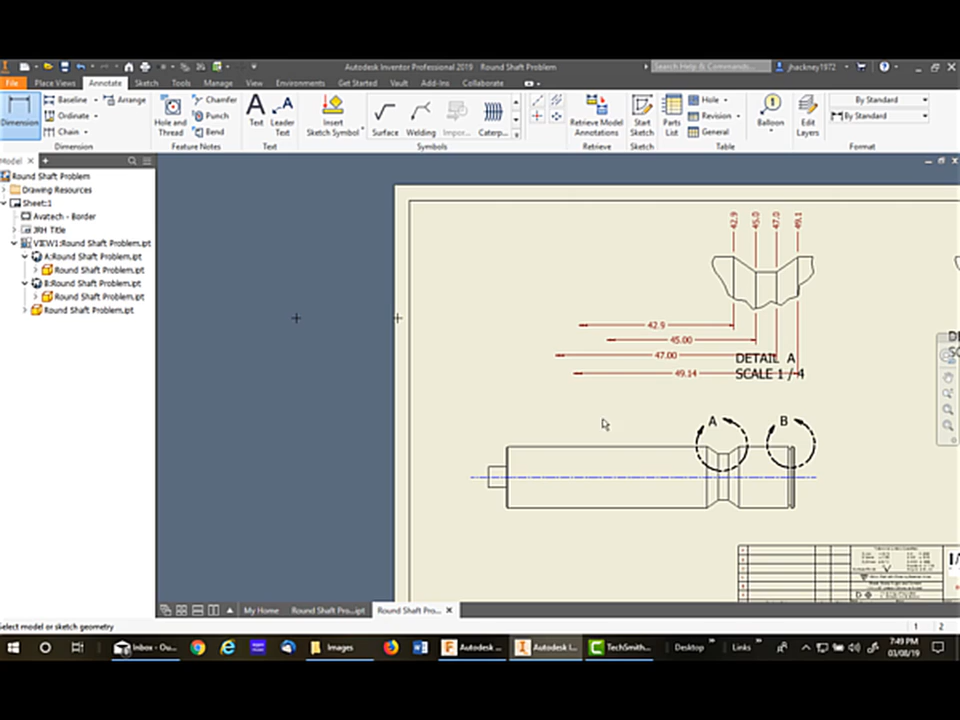 Autodesk Inventor Professional 2019 Round Shaft Problem
Search Help & Commands...
jhackney1972
File Place Views Annotate Sketch Tools Manage View Environments Get Started Vault Add-Ins Collaborate
Dimension
Baseline
Ordinate
Chain
Arrange
Dimension
Hole and Thread
Chamfer
Punch
Bend
Feature Notes
Text
Leader Text
Text
Insert Sketch Symbol
Surface
Welding
Impor...
Caterp...
Symbols
Retrieve Model Annotations
Retrieve
Start Sketch
Sketch
Parts List
Hole
Revision
General
Table
Balloon
Edit Layers
By Standard
By Standard
Format
Model
Round Shaft Problem
Drawing Resources
Sheet:1
Avatech - Border
JRH Title
VIEW1:Round Shaft Problem.ipt
A:Round Shaft Problem.ipt
Round Shaft Problem.ipt
B:Round Shaft Problem.ipt
Round Shaft Problem.ipt
Round Shaft Problem.ipt
42.9
45.0
47.0
49.1
42.9
45.00
47.00
49.14
DETAIL A
SCALE 1 / 4
A
B
My Home Round Shaft Pro...ipt Round Shaft Pro...
Select model or sketch geometry
1 2
Inbox - Ou...
Images
Autodesk ...
Autodesk I...
TechSmith...
Desktop
Links
7:49 PM
03/08/19